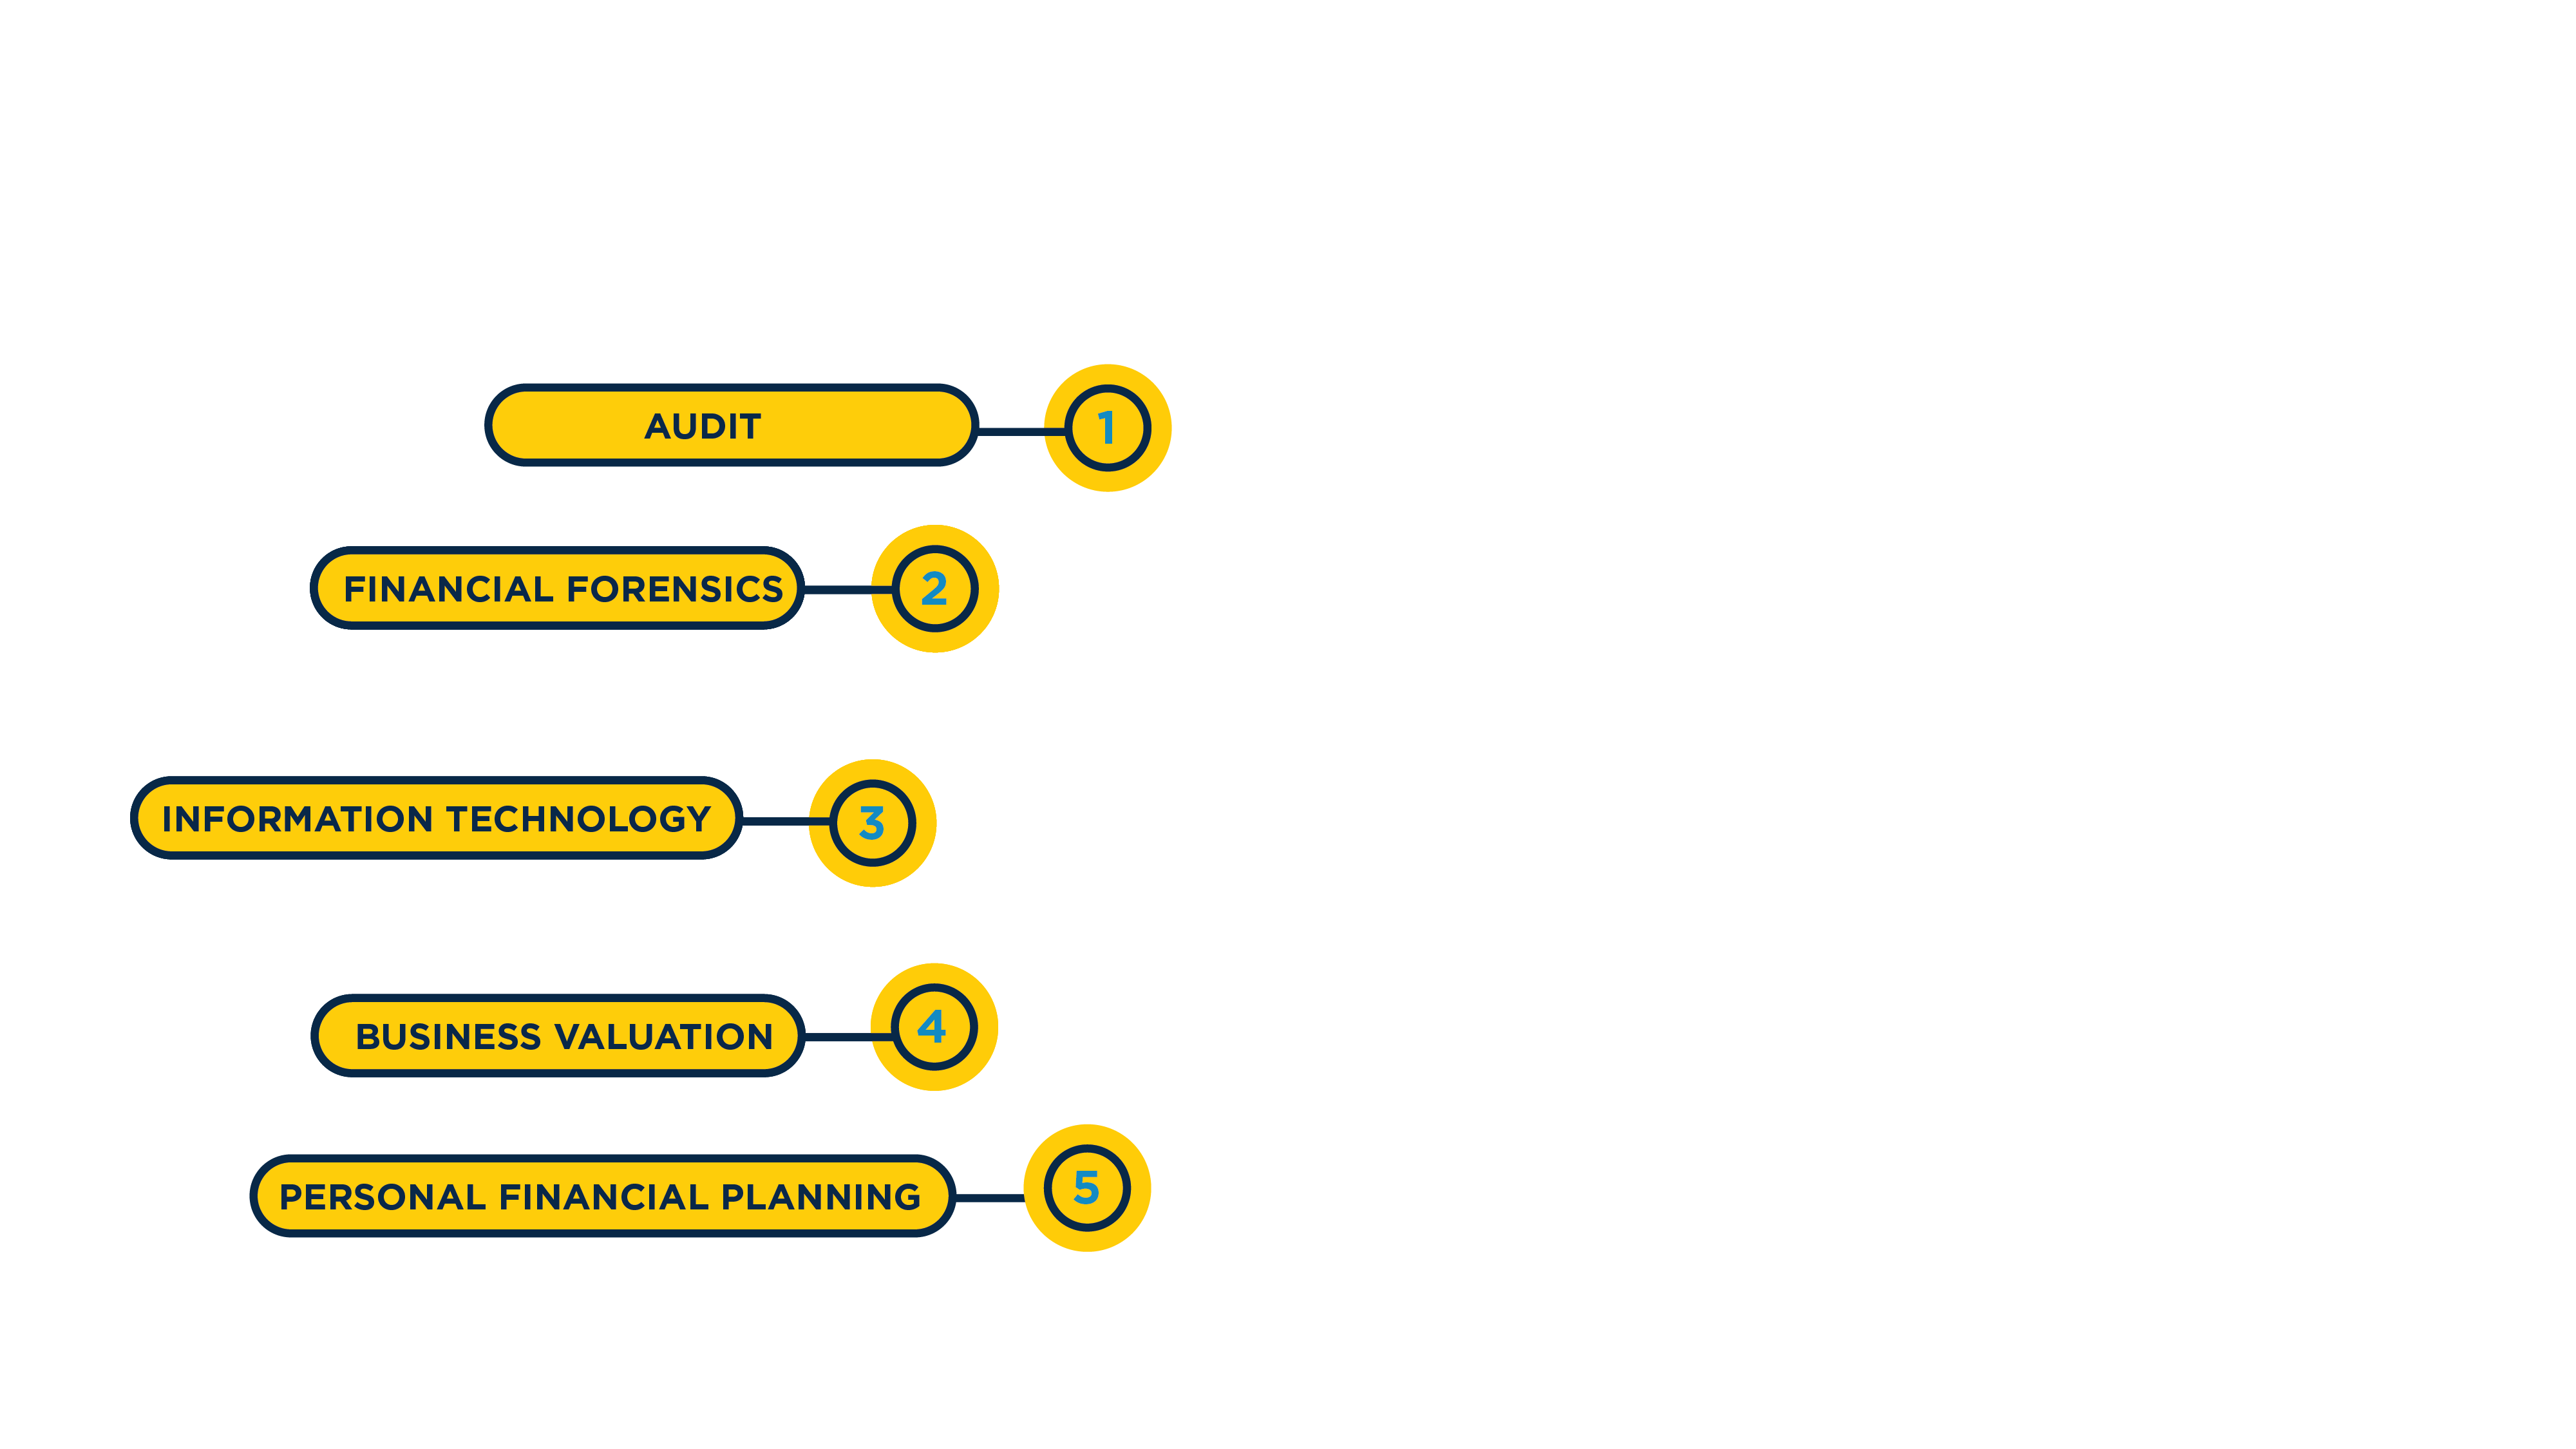 AUDIT 1
FINANCIAL FORENSICS 2
INFORMATION TECHNOLOGY 3
BUSINESS VALUATION 4
PERSONAL FINANCIAL PLANNING 5